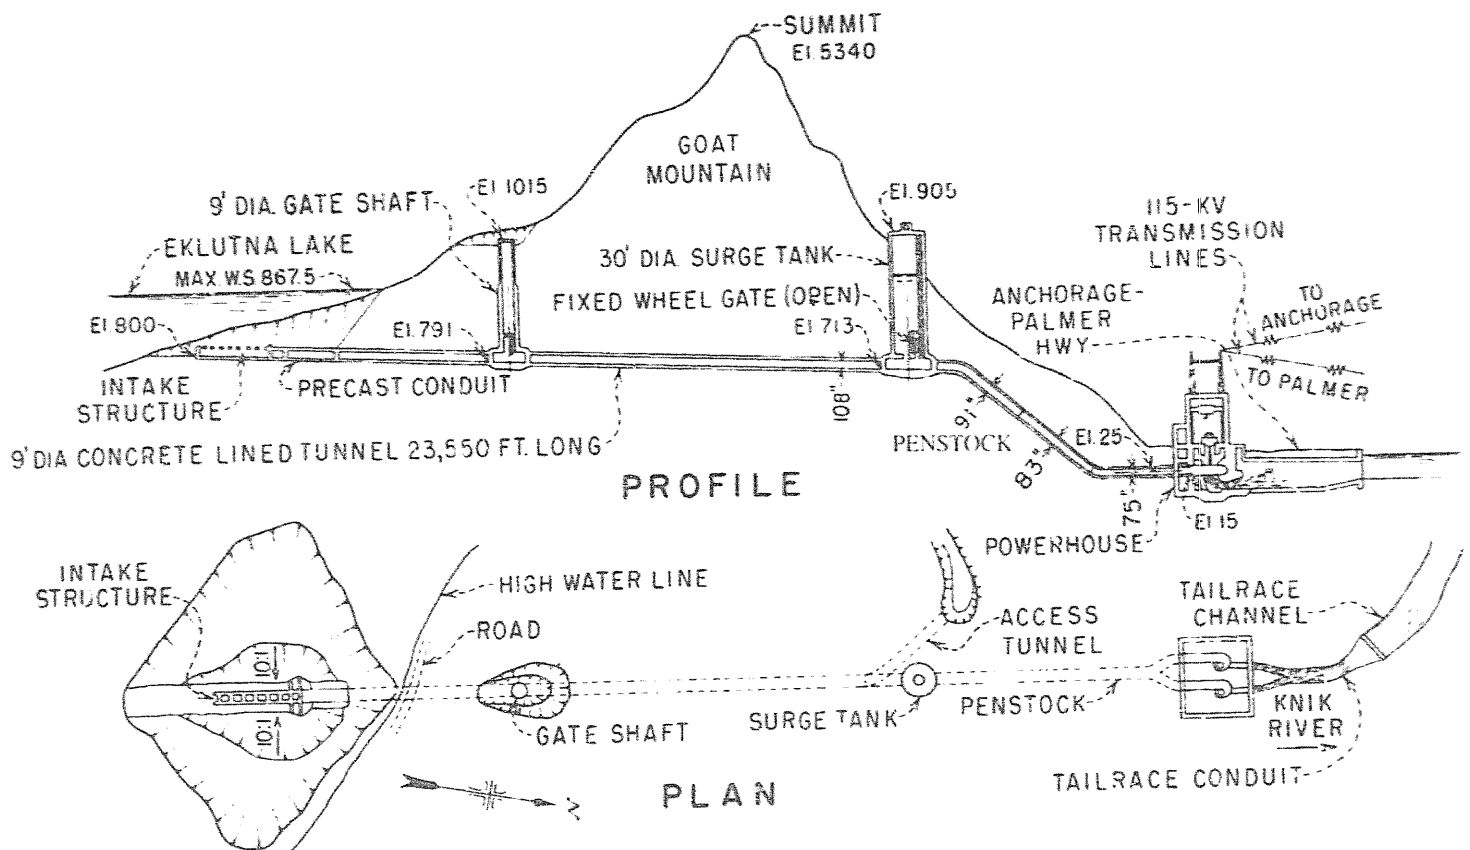 SUMMIT
El. 5340
GOAT
MOUNTAIN
El. 1015
9' DIA. GATE SHAFT
EKLUTNA LAKE
MAX. W.S. 867.5
El. 800
El. 791
INTAKE
STRUCTURE
PRECAST CONDUIT
9' DIA CONCRETE LINED TUNNEL 23,550 FT. LONG
El. 905
30' DIA. SURGE TANK
FIXED WHEEL GATE (OPEN)
El. 713
108"
91"
PENSTOCK
83"
El. 25
75"
El. 15
POWERHOUSE
115-KV
TRANSMISSION
LINES
ANCHORAGE-
PALMER
HWY
TO
ANCHORAGE
TO PALMER
PROFILE
INTAKE
STRUCTURE
HIGH WATER LINE
ROAD
10'
10'
GATE SHAFT
SURGE TANK
ACCESS
TUNNEL
PENSTOCK
TAILRACE
CHANNEL
KNIK
RIVER
TAILRACE CONDUIT
N
PLAN